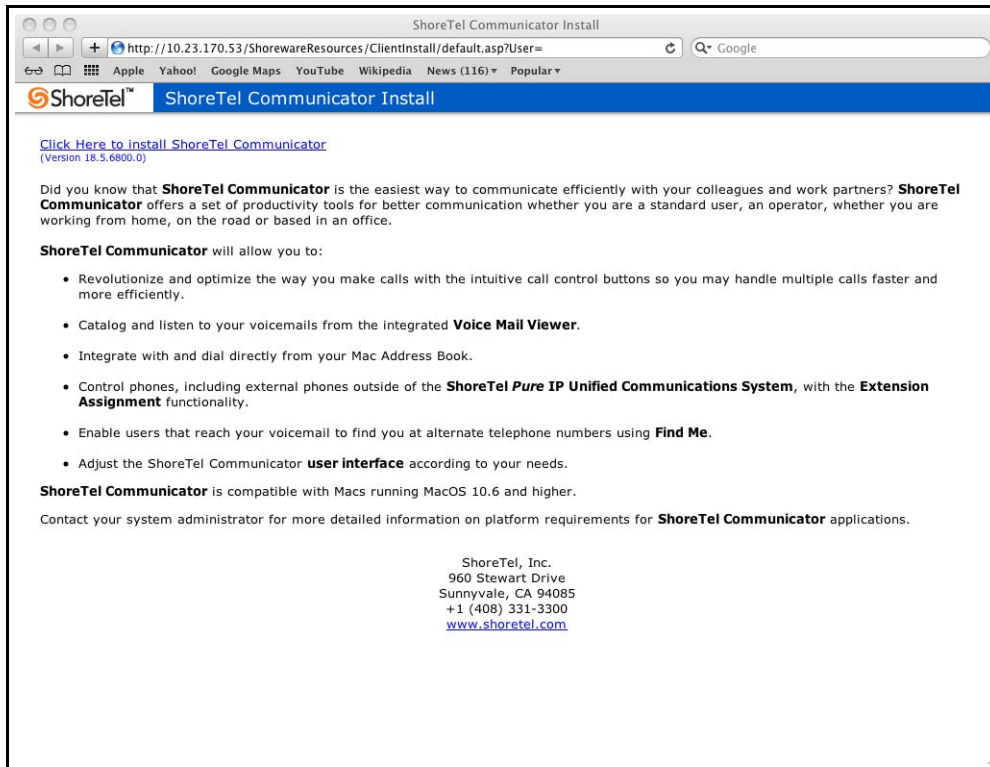 ShoreTel Communicator Install
http://10.23.170.53/ShorewareResources/ClientInstall/default.asp?User=
Google
Apple Yahoo! Google Maps YouTube Wikipedia News (116) Popular
ShoreTel™ ShoreTel Communicator Install
Click Here to install ShoreTel Communicator
(Version 18.5.6800.0)
Did you know that ShoreTel Communicator is the easiest way to communicate efficiently with your colleagues and work partners? ShoreTel
Communicator offers a set of productivity tools for better communication whether you are a standard user, an operator, whether you are
working from home, on the road or based in an office.
ShoreTel Communicator will allow you to:
• Revolutionize and optimize the way you make calls with the intuitive call control buttons so you may handle multiple calls faster and
more efficiently.
• Catalog and listen to your voicemails from the integrated Voice Mail Viewer.
• Integrate with and dial directly from your Mac Address Book.
• Control phones, including external phones outside of the ShoreTel Pure IP Unified Communications System, with the Extension
Assignment functionality.
• Enable users that reach your voicemail to find you at alternate telephone numbers using Find Me.
• Adjust the ShoreTel Communicator user interface according to your needs.
ShoreTel Communicator is compatible with Macs running MacOS 10.6 and higher.
Contact your system administrator for more detailed information on platform requirements for ShoreTel Communicator applications.
ShoreTel, Inc.
960 Stewart Drive
Sunnyvale, CA 94085
+1 (408) 331-3300
www.shoretel.com